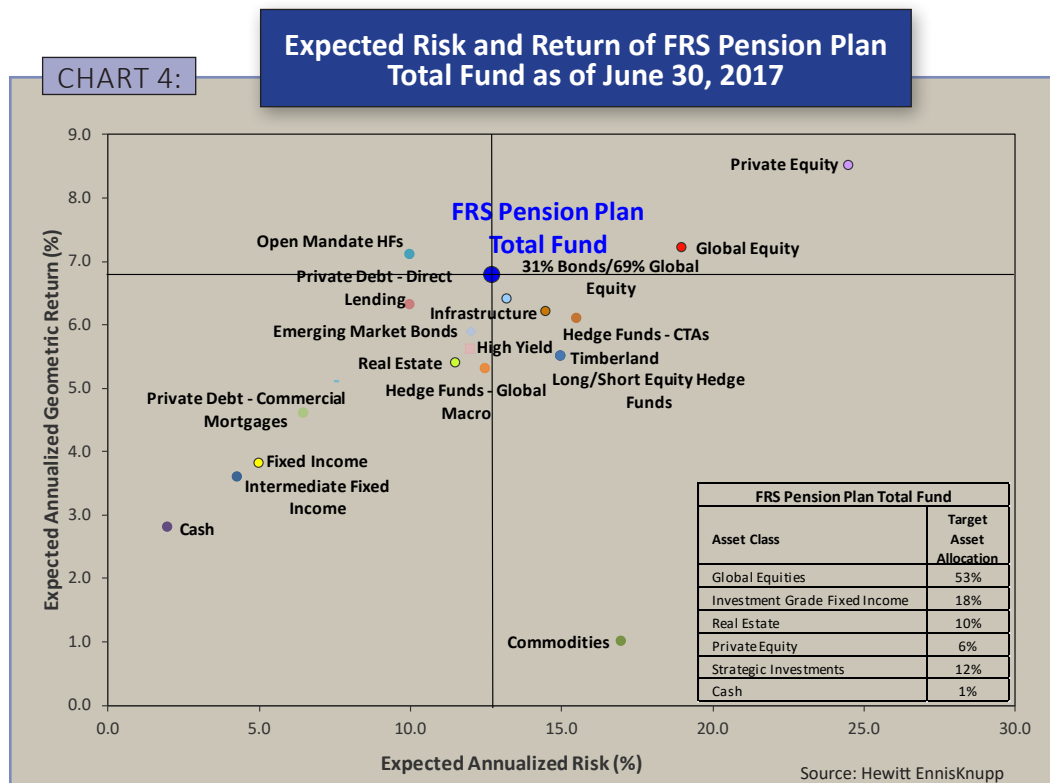 Expected Risk and Return of FRS Pension Plan
Total Fund as of June 30, 2017
CHART 4:
Expected Annualized Geometric Return (%)
9.0
8.0
7.0
6.0
5.0
4.0
3.0
2.0
1.0
0.0
Private Equity
FRS Pension Plan
Total Fund
Open Mandate HFs
Global Equity
31% Bonds/69% Global
Equity
Private Debt - Direct
Lending
Infrastructure
Emerging Market Bonds
Hedge Funds - CTAs
High Yield
Real Estate
Timberland
Hedge Funds - Global
Macro
Long/Short Equity Hedge
Funds
Private Debt - Commercial
Mortgages
Fixed Income
Intermediate Fixed
Income
Cash
Commodities
FRS Pension Plan Total Fund
Asset Class Target Asset Allocation
Global Equities 53%
Investment Grade Fixed Income 18%
Real Estate 10%
Private Equity 6%
Strategic Investments 12%
Cash 1%
0.0 5.0 10.0 15.0 20.0 25.0 30.0
Expected Annualized Risk (%)
Source: Hewitt EnnisKnupp